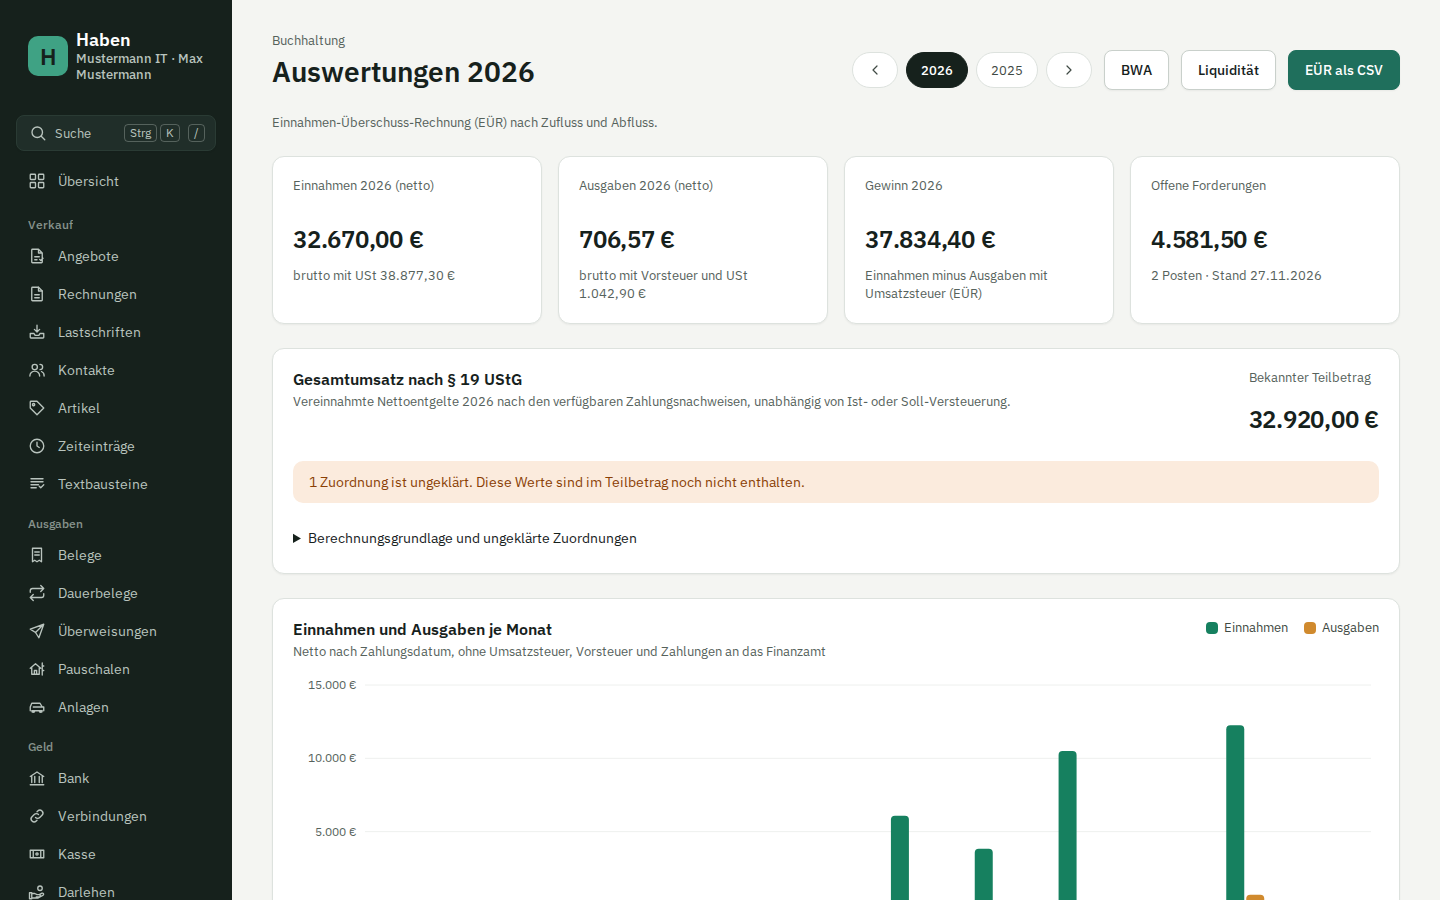 H
Haben
Mustermann IT · Max
Mustermann
Suche
Strg K /
Übersicht
Verkauf
Angebote
Rechnungen
Lastschriften
Kontakte
Artikel
Zeiteinträge
Textbausteine
Ausgaben
Belege
Dauerbelege
Überweisungen
Pauschalen
Anlagen
Geld
Bank
Verbindungen
Kasse
Darlehen
Buchhaltung
Auswertungen 2026
2026
2025
BWA
Liquidität
EÜR als CSV
Einnahmen-Überschuss-Rechnung (EÜR) nach Zufluss und Abfluss.
Einnahmen 2026 (netto)
32.670,00 €
brutto mit USt 38.877,30 €
Ausgaben 2026 (netto)
706,57 €
brutto mit Vorsteuer und USt
1.042,90 €
Gewinn 2026
37.834,40 €
Einnahmen minus Ausgaben mit
Umsatzsteuer (EÜR)
Offene Forderungen
4.581,50 €
2 Posten · Stand 27.11.2026
Gesamtumsatz nach § 19 UStG
Vereinnahmte Nettoentgelte 2026 nach den verfügbaren Zahlungsnachweisen, unabhängig von Ist- oder Soll-Versteuerung.
Bekannter Teilbetrag
32.920,00 €
1 Zuordnung ist ungeklärt. Diese Werte sind im Teilbetrag noch nicht enthalten.
Berechnungsgrundlage und ungeklärte Zuordnungen
Einnahmen und Ausgaben je Monat
Netto nach Zahlungsdatum, ohne Umsatzsteuer, Vorsteuer und Zahlungen an das Finanzamt
Einnahmen
Ausgaben
15.000 €
10.000 €
5.000 €